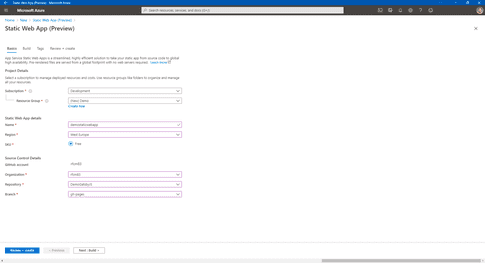 Static Web App (Preview) - Microsoft Azure
Microsoft Azure
Search resources, services, and docs (G+/)
Home > New > Static Web App (Preview)
Static Web App (Preview)
Basics Build Tags Review + create
App Service Static Web Apps is a streamlined, highly efficient solution to take your static app from source code to global
high availability. Pre-rendered files are served from a global footprint with no web servers required. Learn more
Project Details
Select a subscription to manage deployed resources and costs. Use resource groups like folders to organize and manage
all your resources.
Subscription * Development
Resource Group * Demo
Create new
Static Web App details
Name *
Region * West Europe
SKU * Free
Source Control Details
GitHub account
Organization *
Repository *
Branch * gh-pages
Review + create < Previous Next : Build >